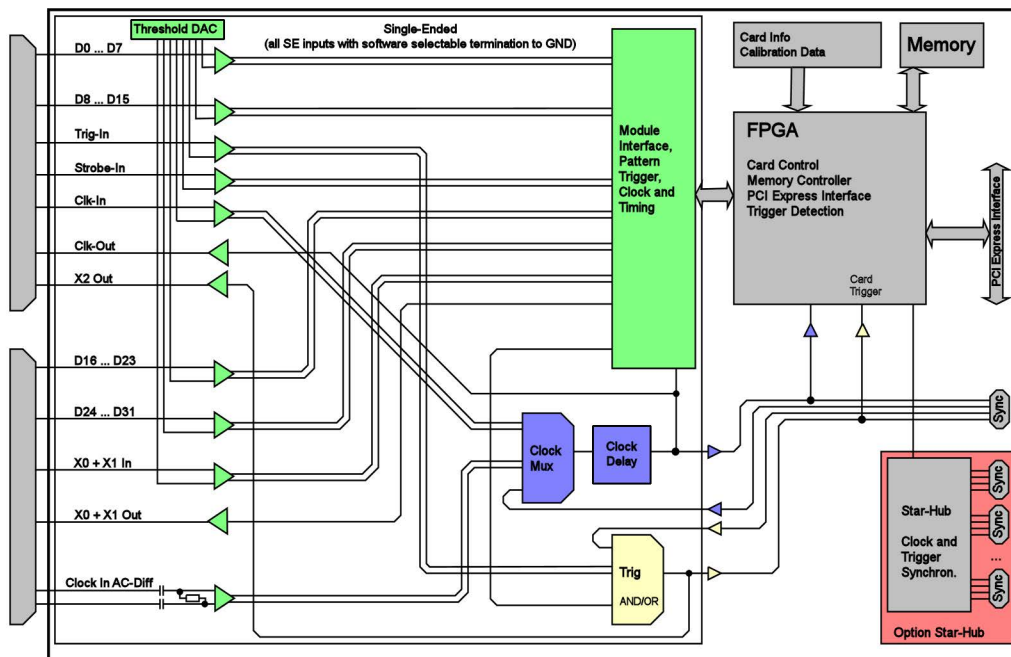 Threshold DAC
Single-Ended
(all SE inputs with software selectable termination to GND)
D0 ... D7
D8 ... D15
Trig-In
Strobe-In
Clk-In
Clk-Out
X2 Out
D16 ... D23
D24 ... D31
X0 + X1 In
X0 + X1 Out
Clock In AC-Diff
Module
Interface,
Pattern
Trigger,
Clock and
Timing
Clock
Mux
Clock
Delay
Trig
AND/OR
Card Info
Calibration Data
Memory
FPGA
Card Control
Memory Controller
PCI Express Interface
Trigger Detection
Card
Trigger
PCI Express Interface
Sync
Star-Hub
Clock and
Trigger
Synchron.
Sync
Sync
...
Sync
Option Star-Hub